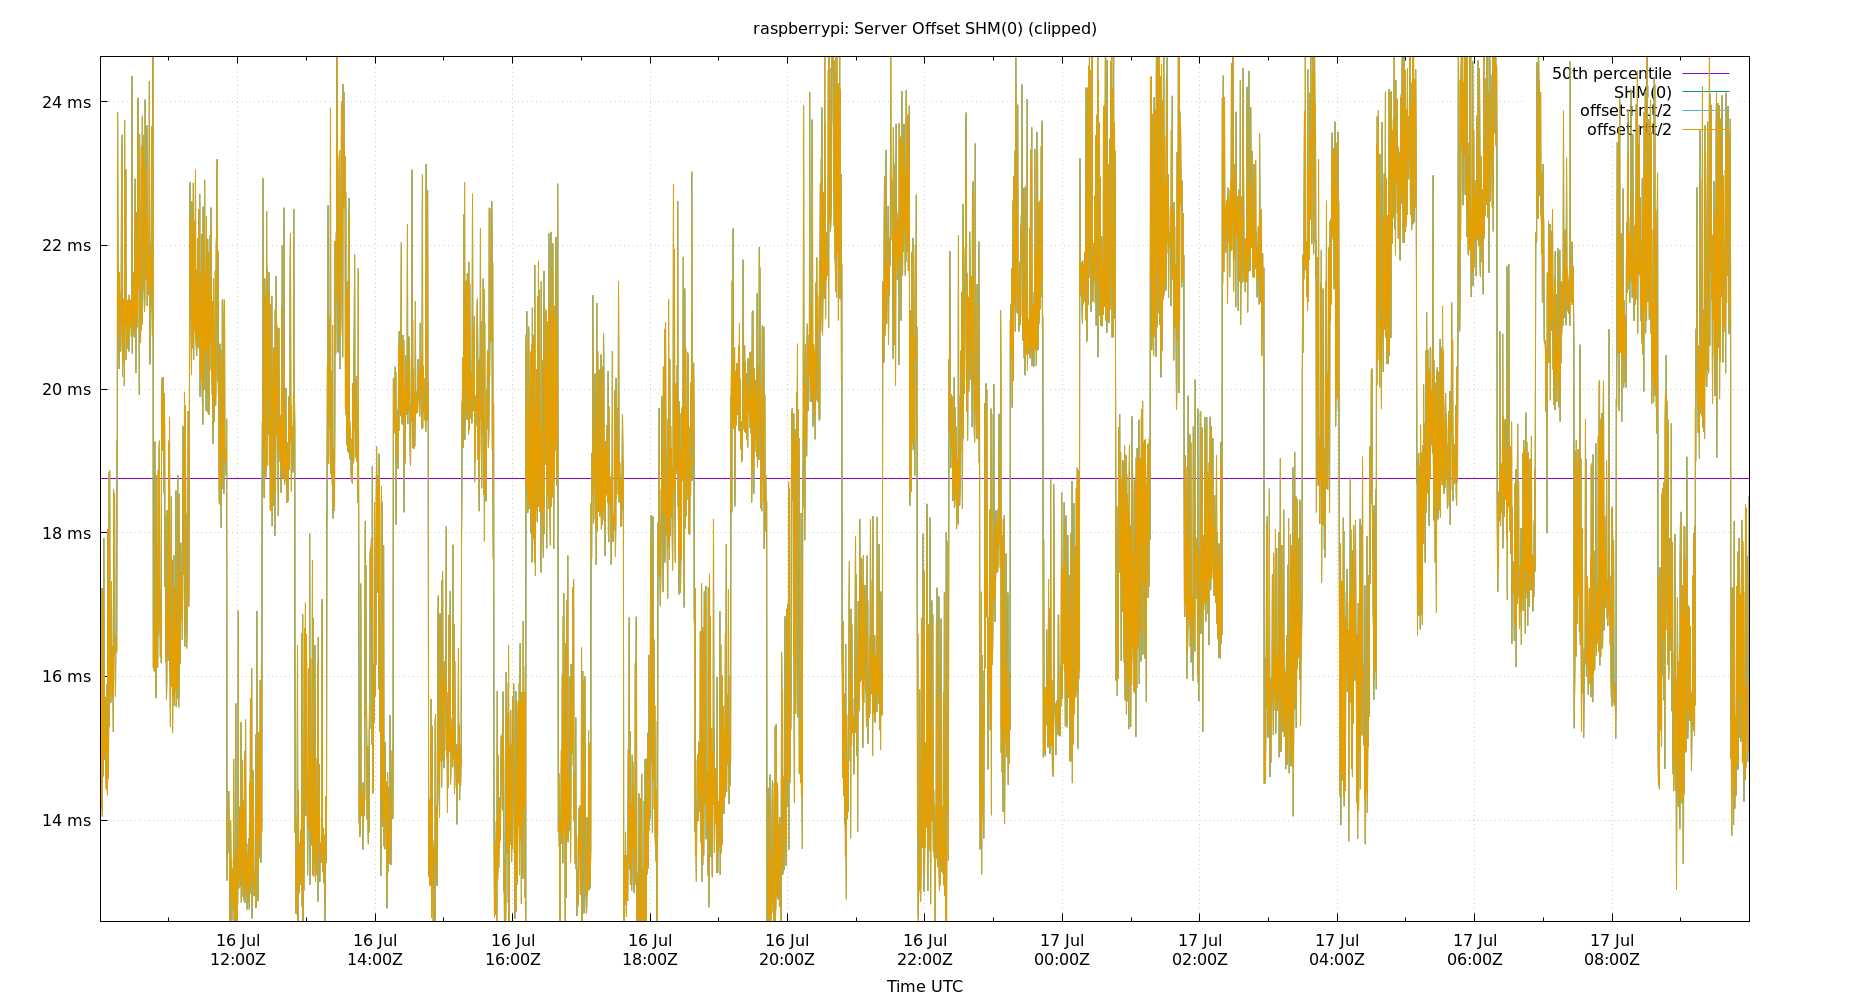 raspberrypi: Server Offset SHM(0) (clipped)
50th percentile
SHM(0)
offset+rtt/2
offset-rtt/2
24 ms
22 ms
20 ms
18 ms
16 ms
14 ms
16 Jul 16 Jul 16 Jul 16 Jul 16 Jul 16 Jul 17 Jul 17 Jul 17 Jul 17 Jul 17 Jul
12:00Z 14:00Z 16:00Z 18:00Z 20:00Z 22:00Z 00:00Z 02:00Z 04:00Z 06:00Z 08:00Z
Time UTC